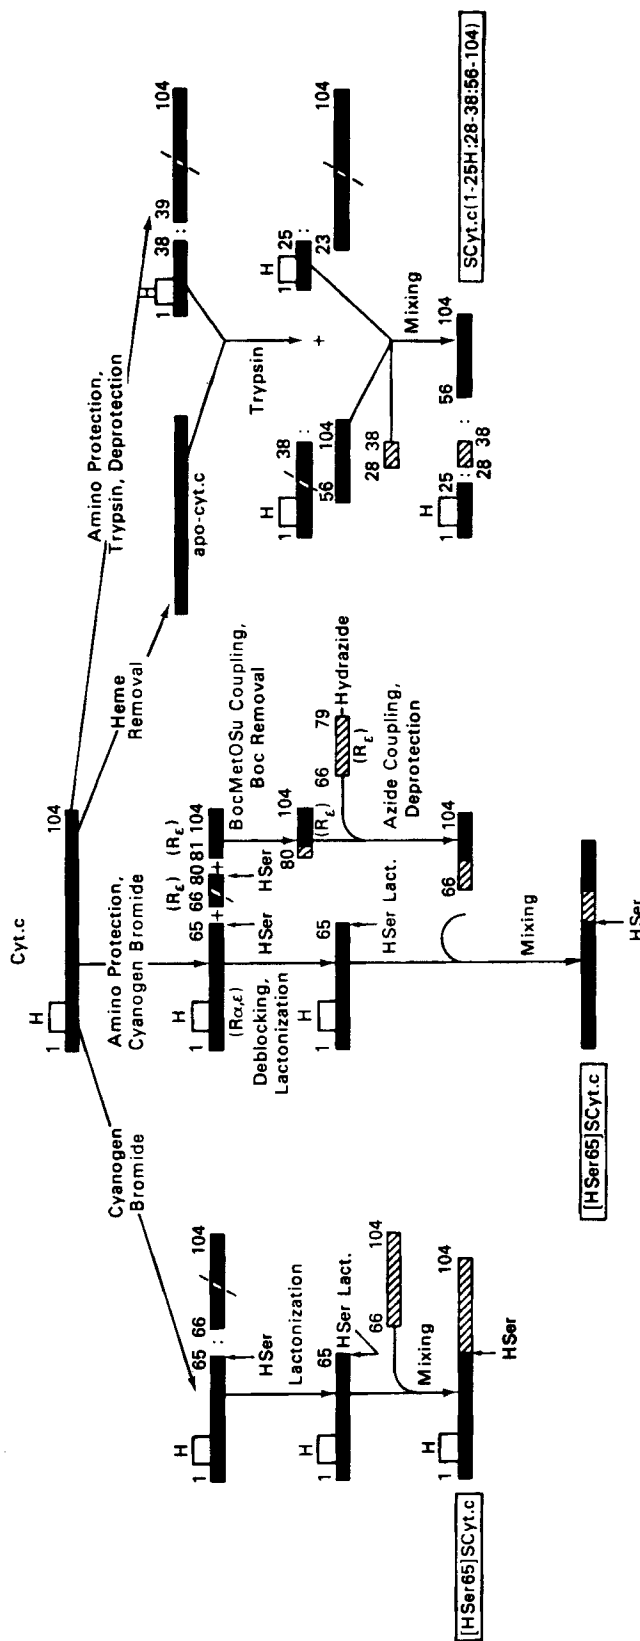 Cyt.c
H
1
104
Cyanogen
Bromide
Amino Protection,
Cyanogen Bromide
Heme
Removal
Amino Protection,
Trypsin, Deprotection
H
1
65 : 66
104
HSer
Lactonization
H
1
65
HSer Lact.
66
104
Mixing
H
1
104
HSer
[HSer65]SCyt.c
H
1
65
(Rα,ε)
HSer
+
(Rε)
66 80
HSer
+
(Rε)
81 104
Deblocking,
Lactonization
BocMetOSu Coupling,
Boc Removal
H
1
65
HSer Lact.
80
104
(Rε)
66
79
Hydrazide
(Rε)
Azide Coupling,
Deprotection
66
104
Mixing
HSer
[HSer65]SCyt.c
apo-cyt.c
H
1
38 : 39
104
Trypsin
+
H
1
38
:
56
104
28 38
H
1
25
:
23
104
Mixing
H
1
25 : 28 38 : 56
104
SCyt.c(1-25H:28-38:56-104)